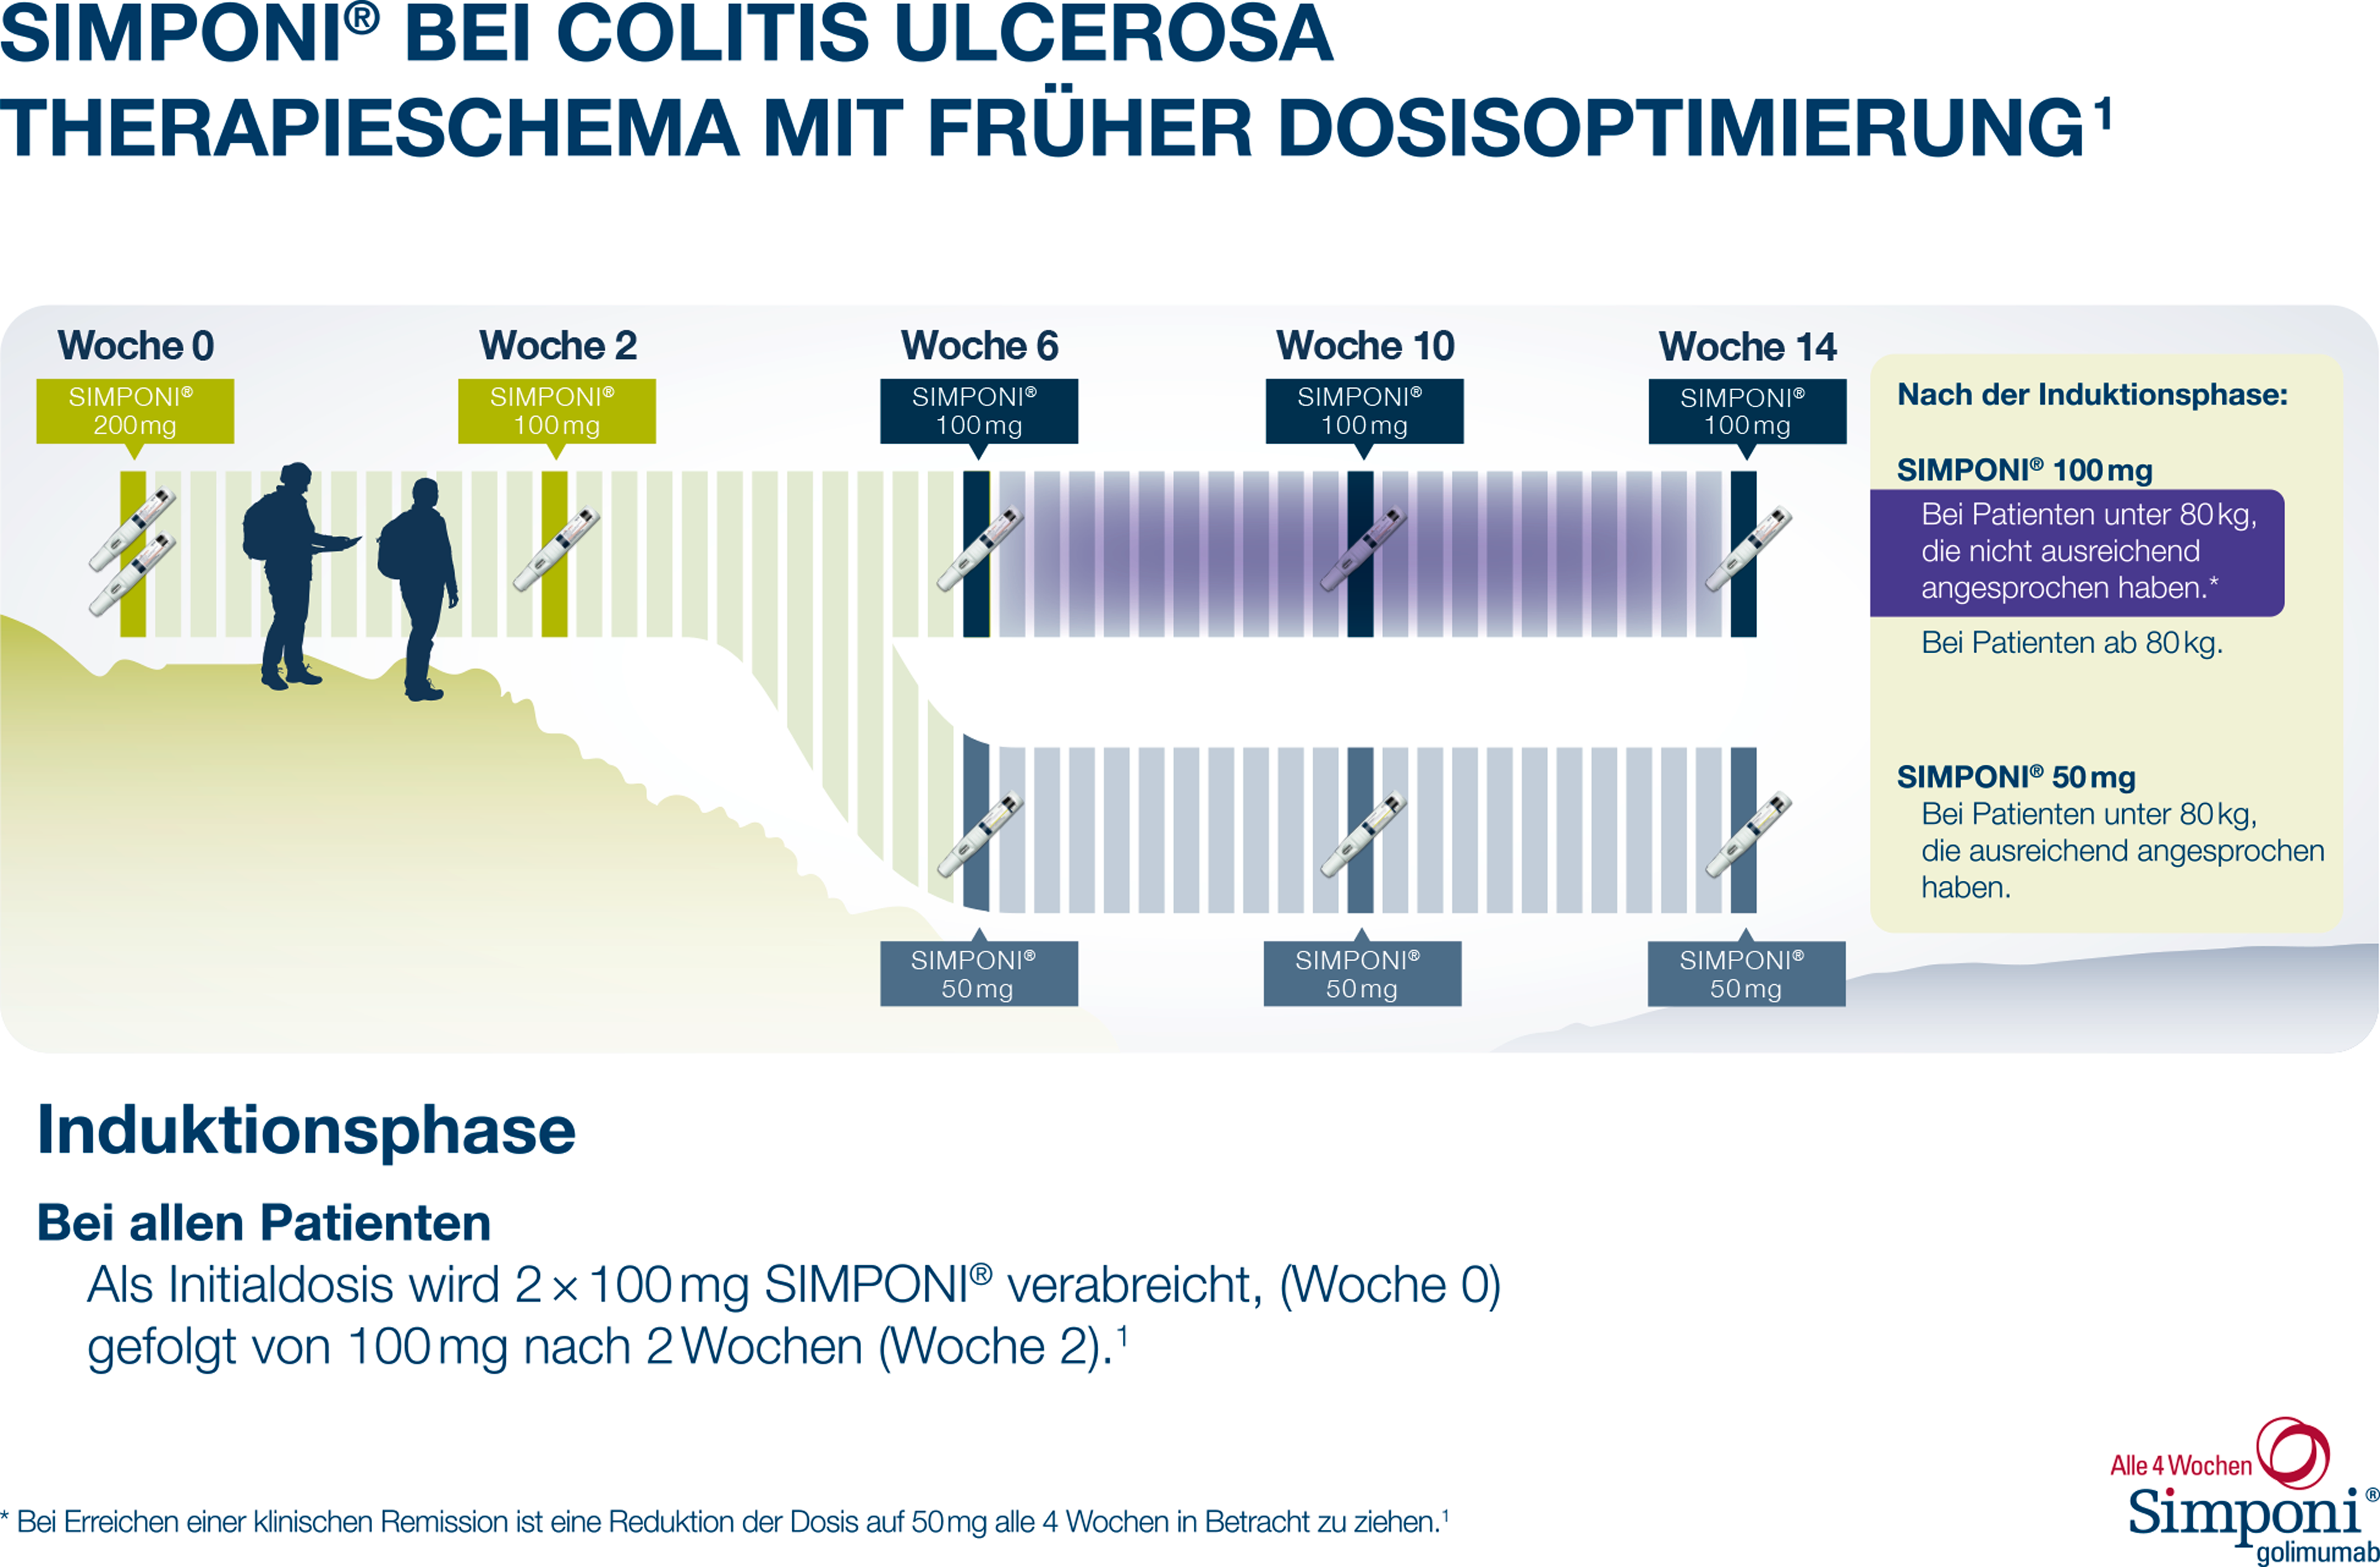 SIMPONI® BEI COLITIS ULCEROSA
THERAPIESCHEMA MIT FRÜHER DOSISOPTIMIERUNG¹
Woche 0
Woche 2
Woche 6
Woche 10
Woche 14
SIMPONI®
200 mg
SIMPONI®
100 mg
SIMPONI®
100 mg
SIMPONI®
100 mg
SIMPONI®
100 mg
Nach der Induktionsphase:
SIMPONI® 100 mg
Bei Patienten unter 80 kg,
die nicht ausreichend
angesprochen haben.*
Bei Patienten ab 80 kg.
SIMPONI® 50 mg
Bei Patienten unter 80 kg,
die ausreichend angesprochen
haben.
SIMPONI®
50 mg
SIMPONI®
50 mg
SIMPONI®
50 mg
Induktionsphase
Bei allen Patienten
Als Initialdosis wird 2 × 100 mg SIMPONI® verabreicht, (Woche 0)
gefolgt von 100 mg nach 2 Wochen (Woche 2).¹
* Bei Erreichen einer klinischen Remission ist eine Reduktion der Dosis auf 50 mg alle 4 Wochen in Betracht zu ziehen.¹
Alle 4 Wochen
Simponi®
golimumab